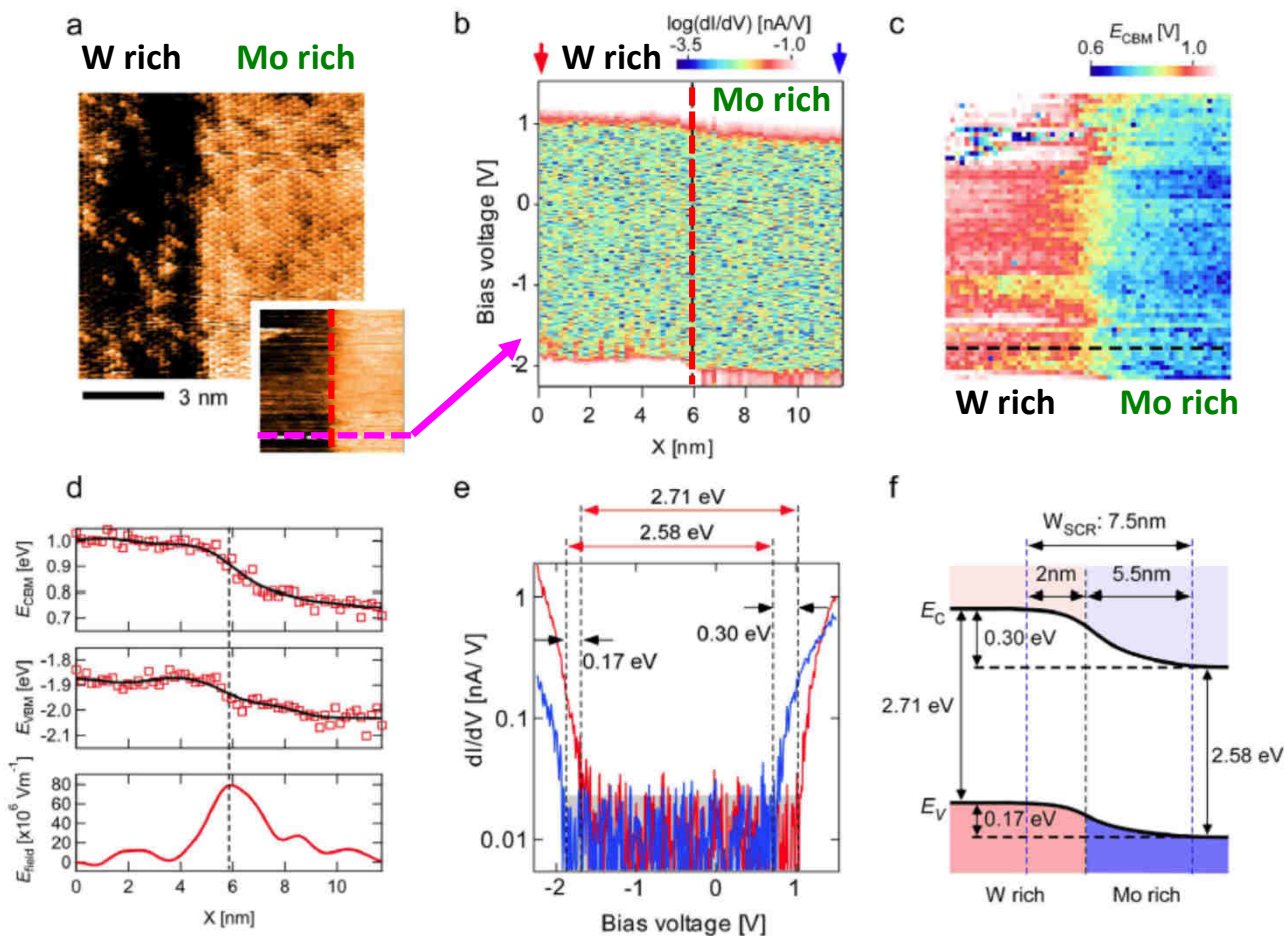 a
W rich Mo rich
3 nm
b
log(dI/dV) [nA/V]
-3.5 -1.0
W rich
Mo rich
Bias voltage [V]
1
0
-1
-2
0 2 4 6 8 10
X [nm]
c
E_CBM [V]
0.6 1.0
W rich Mo rich
d
E_CBM [eV]
1.0
0.9
0.8
0.7
E_VBM [eV]
-1.8
-1.9
-2.0
-2.1
E_field [x10⁶ Vm⁻¹]
80
60
40
20
0
0 2 4 6 8 10
X [nm]
e
2.71 eV
2.58 eV
dI/dV [nA/ V]
1
0.1
0.01
0.30 eV
0.17 eV
-2 -1 0 1
Bias voltage [V]
f
W_SCR: 7.5nm
2nm 5.5nm
E_C
0.30 eV
2.71 eV
2.58 eV
E_V
0.17 eV
W rich Mo rich